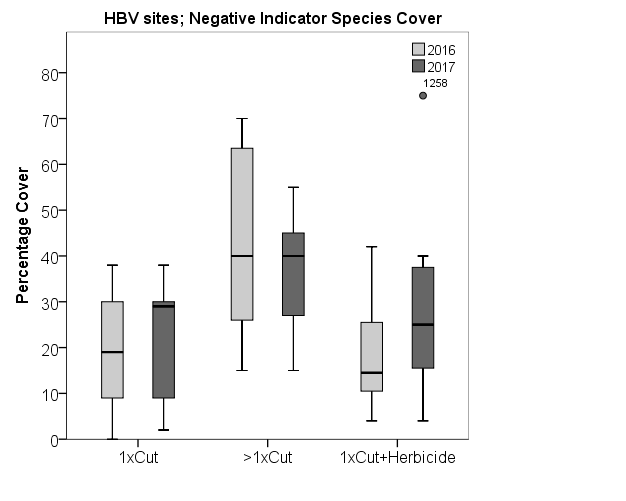 HBV sites; Negative Indicator Species Cover
2016
2017
1258
80
70
60
50
40
30
20
10
0
Percentage Cover
1xCut
>1xCut
1xCut+Herbicide